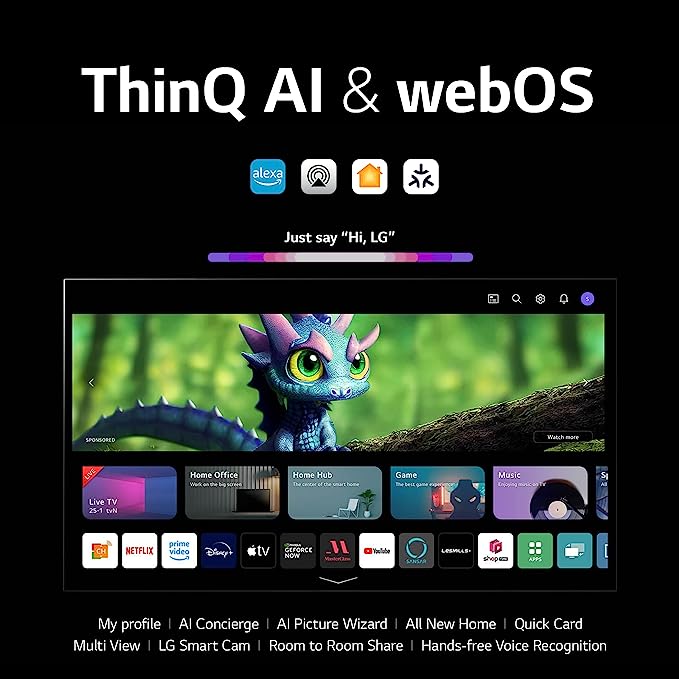 ThinQ AI & webOS
alexa
Just say “Hi, LG”
S
SPONSORED
Watch more
LIVE
Live TV
25-1 tvN
Home Office
Work on the big screen
Home Hub
The center of the smart home
Game
The best game experience
Music
Enjoying music on TV
Sp
All
CH
NETFLIX
prime video
Disney+
tv
NVIDIA GEFORCE NOW
MasterClass
YouTube
SANSAR
LESMILLS+
shop
APPS
My profile | AI Concierge | AI Picture Wizard | All New Home | Quick Card
Multi View | LG Smart Cam | Room to Room Share | Hands-free Voice Recognition